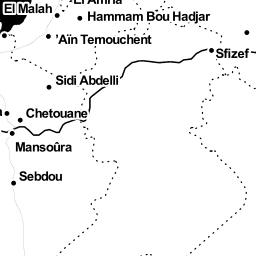 El Malah
Hammam Bou Hadjar
'Aïn Temouchent
Sfizef
Sidi Abdelli
Chetouane
Mansoûra
Sebdou